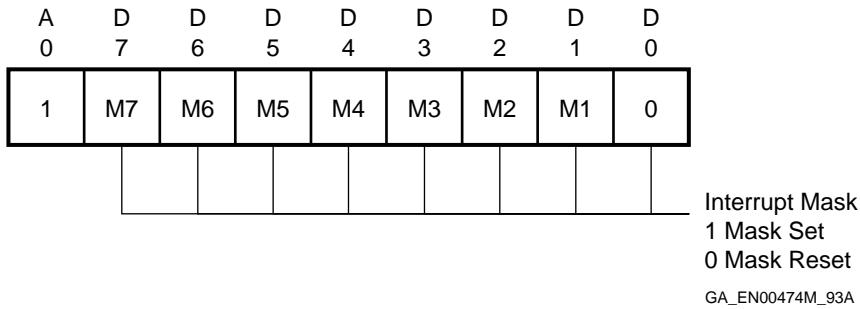 A D D D D D D D D
0 7 6 5 4 3 2 1 0
1 M7 M6 M5 M4 M3 M2 M1 0
Interrupt Mask
1 Mask Set
0 Mask Reset
GA_EN00474M_93A